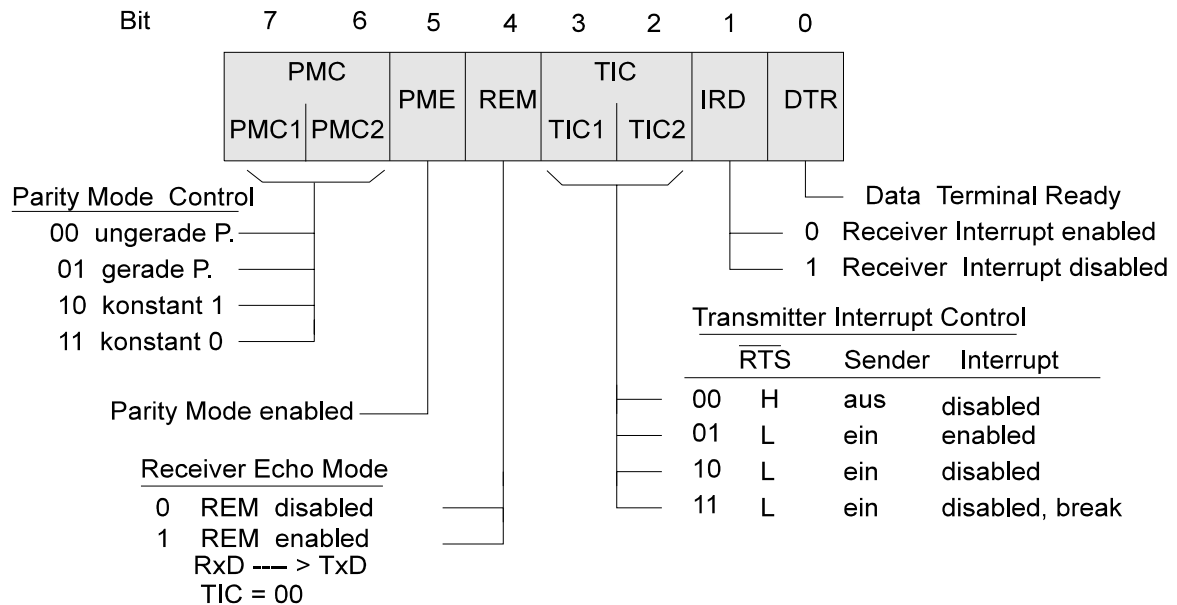 Bit 7 6 5 4 3 2 1 0
PMC TIC
PME REM IRD DTR
PMC1 PMC2 TIC1 TIC2
Parity Mode Control
00 ungerade P.
01 gerade P.
10 konstant 1
11 konstant 0
Parity Mode enabled
Receiver Echo Mode
0 REM disabled
1 REM enabled
RxD ---- > TxD
TIC = 00
Data Terminal Ready
0 Receiver Interrupt enabled
1 Receiver Interrupt disabled
Transmitter Interrupt Control
R̅T̅S̅ Sender Interrupt
00 H aus disabled
01 L ein enabled
10 L ein disabled
11 L ein disabled, break